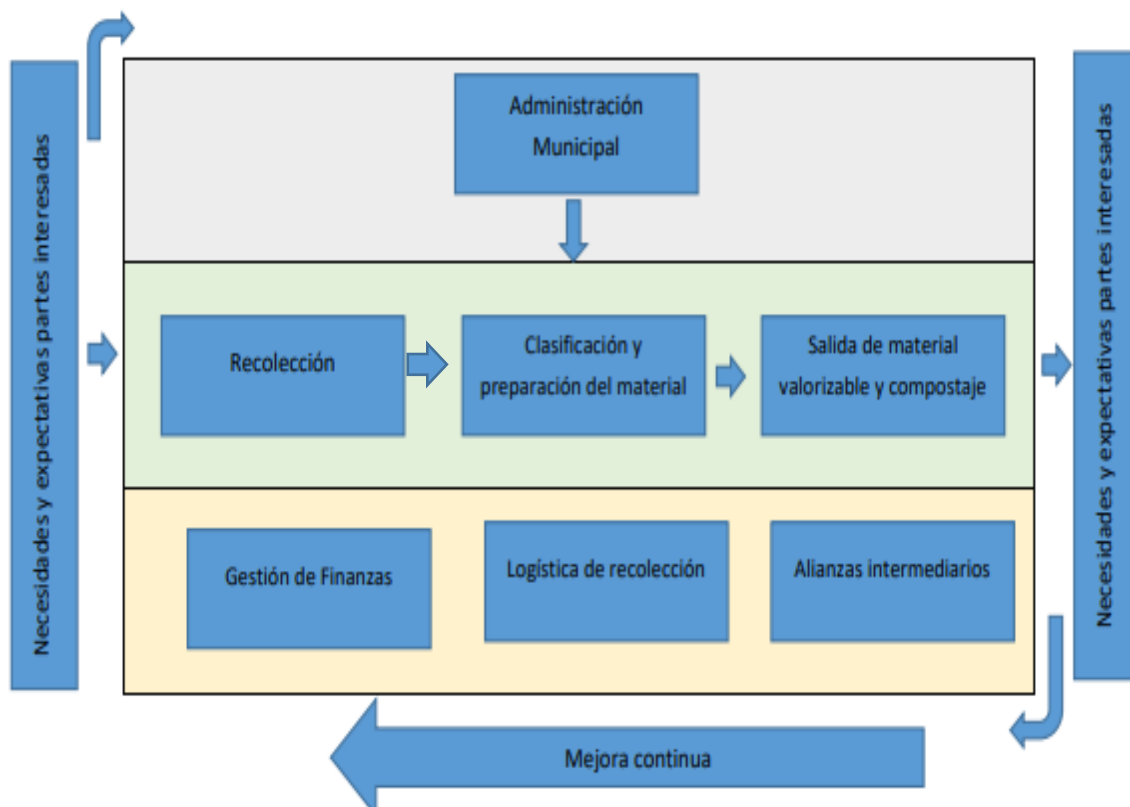 Necesidades y expectativas partes interesadas
Administración
Municipal
Recolección
Clasificación y
preparación del material
Salida de material
valorizable y compostaje
Gestión de Finanzas
Logística de recolección
Alianzas intermediarios
Necesidades y expectativas partes interesadas
Mejora continua